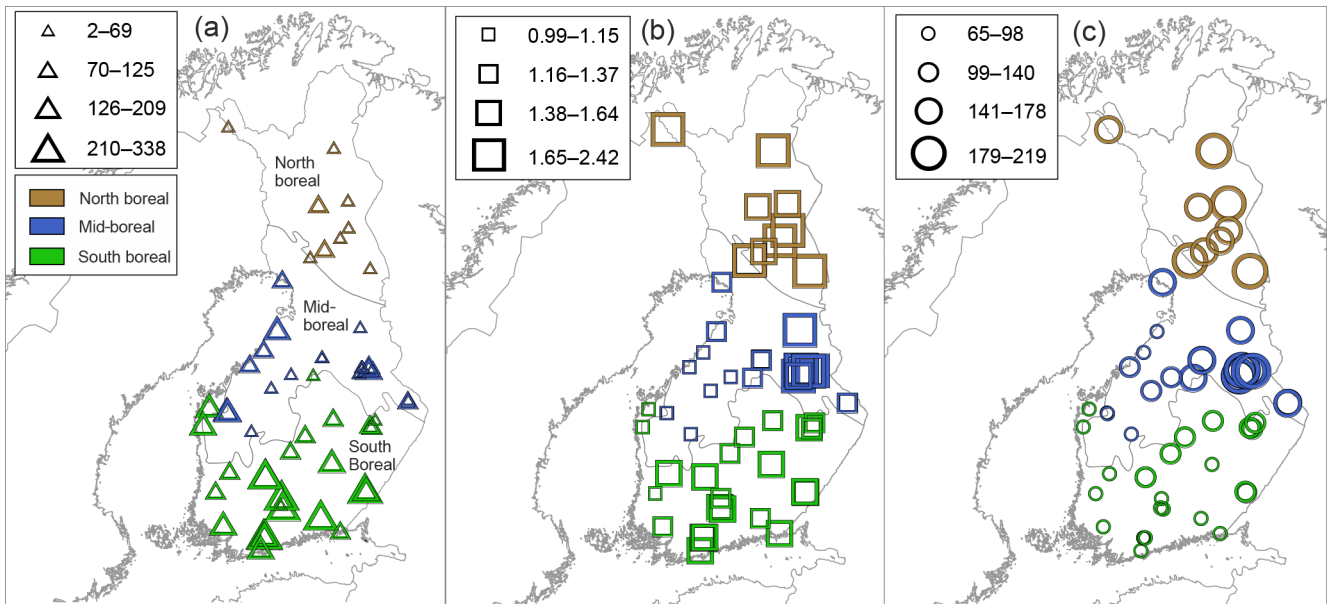 (a)
2–69
70–125
126–209
210–338
North boreal
Mid-boreal
South boreal
North
boreal
Mid-
boreal
South
Boreal
(b)
0.99–1.15
1.16–1.37
1.38–1.64
1.65–2.42
(c)
65–98
99–140
141–178
179–219